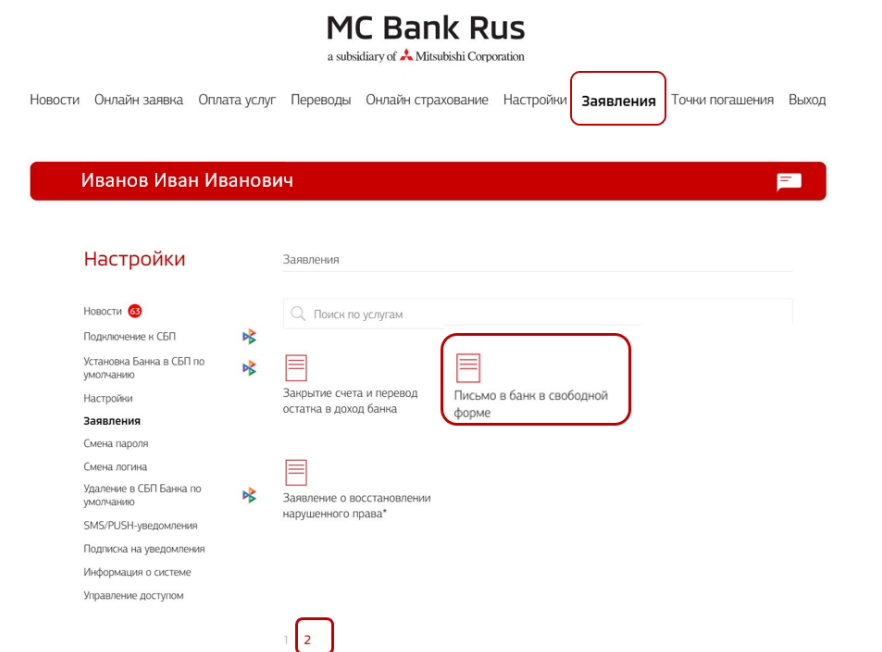 MC Bank Rus
a subsidiary of Mitsubishi Corporation
Новости Онлайн заявка Оплата услуг Переводы Онлайн страхование Настройки Заявления Точки погашения Выход
Иванов Иван Иванович
Настройки
Новости 63
Подключение к СБП
Установка Банка в СБП по
умолчанию
Настройки
Заявления
Смена пароля
Смена логина
Удаление в СБП Банка по
умолчанию
SMS/PUSH-уведомления
Подписка на уведомления
Информация о системе
Управление доступом
Заявления
Поиск по услугам
Закрытие счета и перевод
остатка в доход банка
Письмо в банк в свободной
форме
Заявление о восстановлении
нарушенного права*
1 2